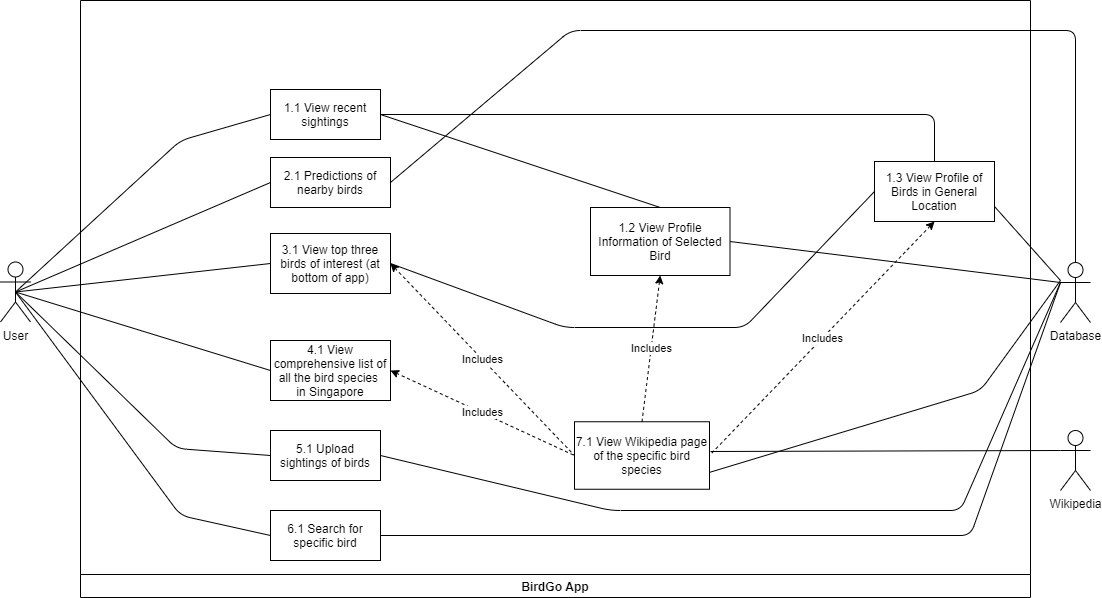 1.1 View recent
sightings
2.1 Predictions of
nearby birds
1.3 View Profile of
Birds in General
Location
1.2 View Profile
Information of Selected
Bird
3.1 View top three
birds of interest (at
bottom of app)
User
Database
Includes
Includes
Includes
4.1 View
comprehensive list of
all the bird species
in Singapore
Includes
7.1 View Wikipedia page
of the specific bird
species
5.1 Upload
sightings of birds
Wikipedia
6.1 Search for
specific bird
BirdGo App